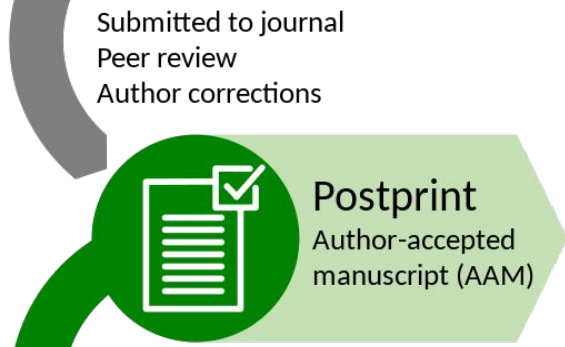 Submitted to journal
Peer review
Author corrections
Postprint
Author-accepted
manuscript (AAM)